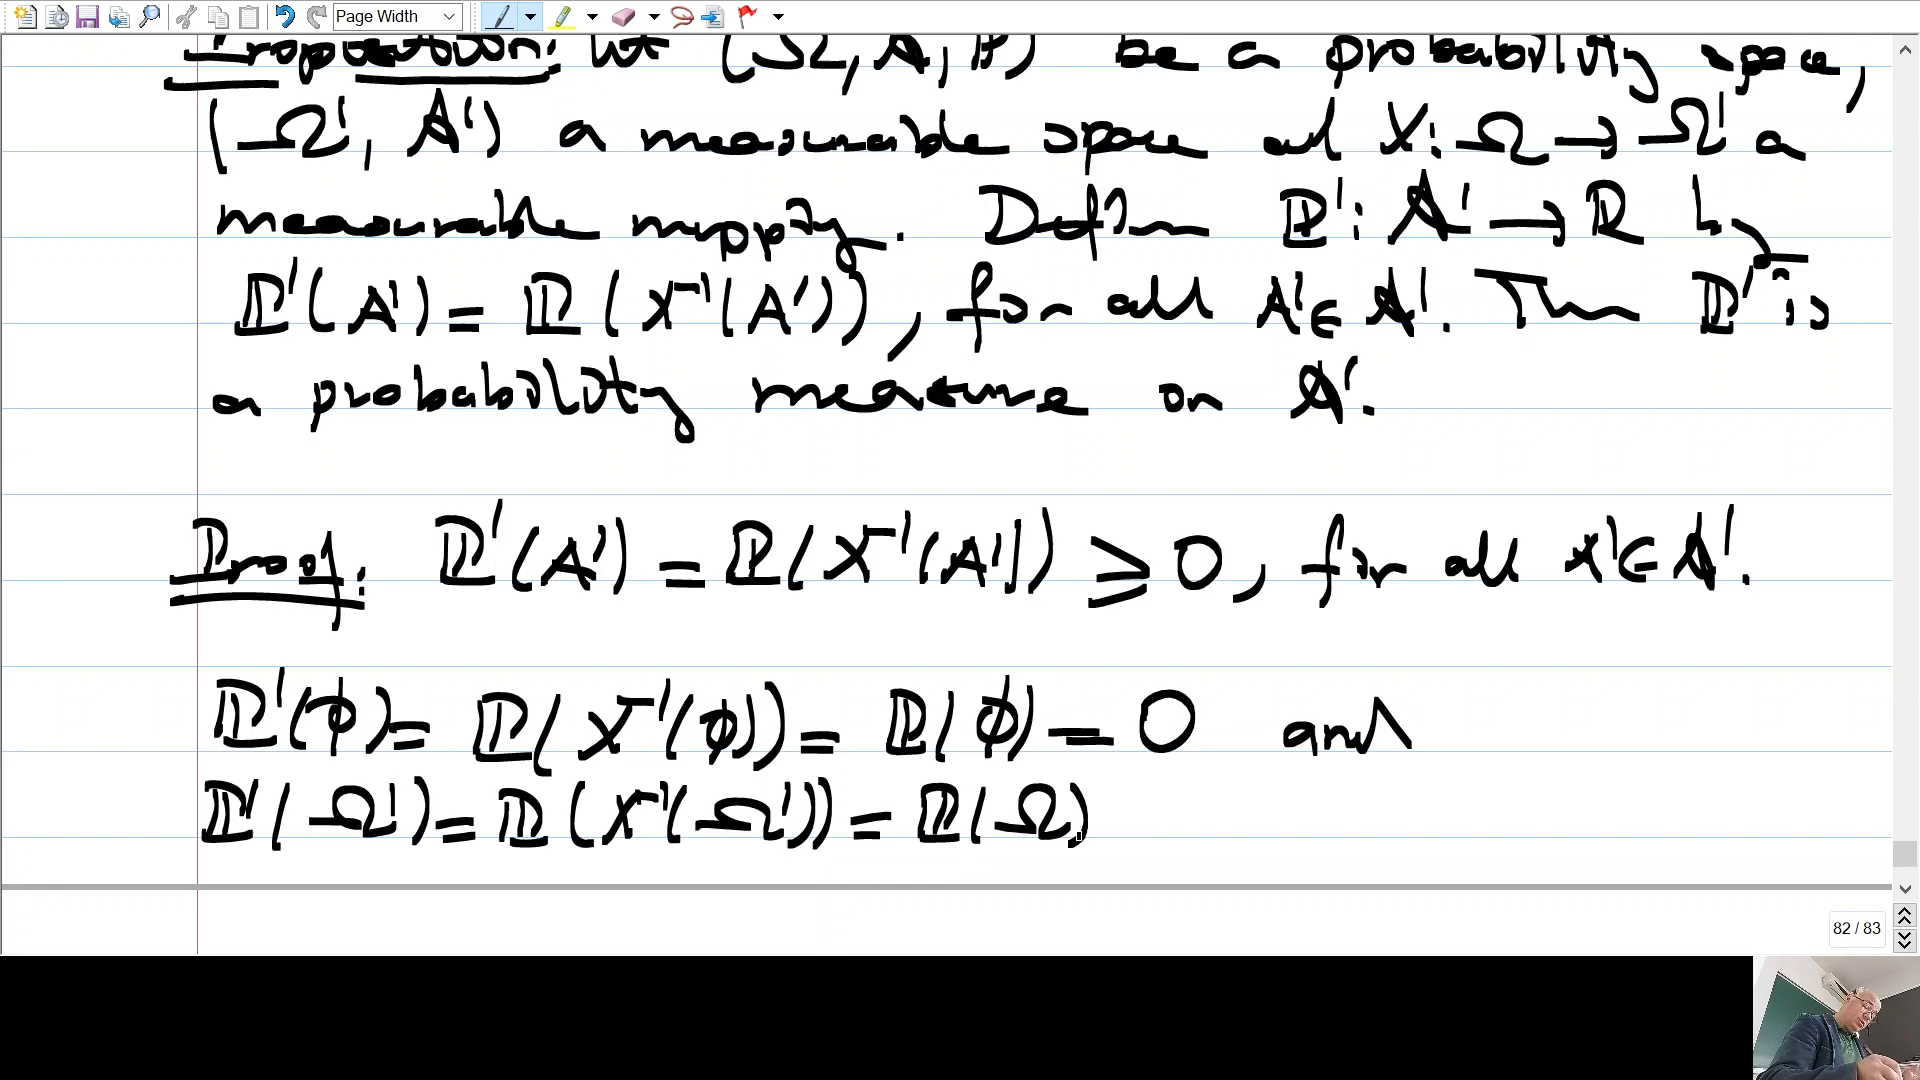 Page Width
Proposition: let (Ω, 𝔸, ℙ) be a probability space,
(Ω', 𝔸') a measurable space and X: Ω → Ω' a
measurable mapping. Define ℙ': 𝔸' → ℝ by
ℙ'(A') = ℙ(X⁻¹(A')), for all A' ∈ 𝔸'. Then ℙ' is
a probability measure on 𝔸'.
Proof: ℙ'(A') = ℙ(X⁻¹(A')) ≥ 0, for all A' ∈ 𝔸'.
ℙ'(∅) = ℙ(X⁻¹(∅)) = ℙ(∅) = 0 and
ℙ'(Ω') = ℙ(X⁻¹(Ω')) = ℙ(Ω)
82 / 83